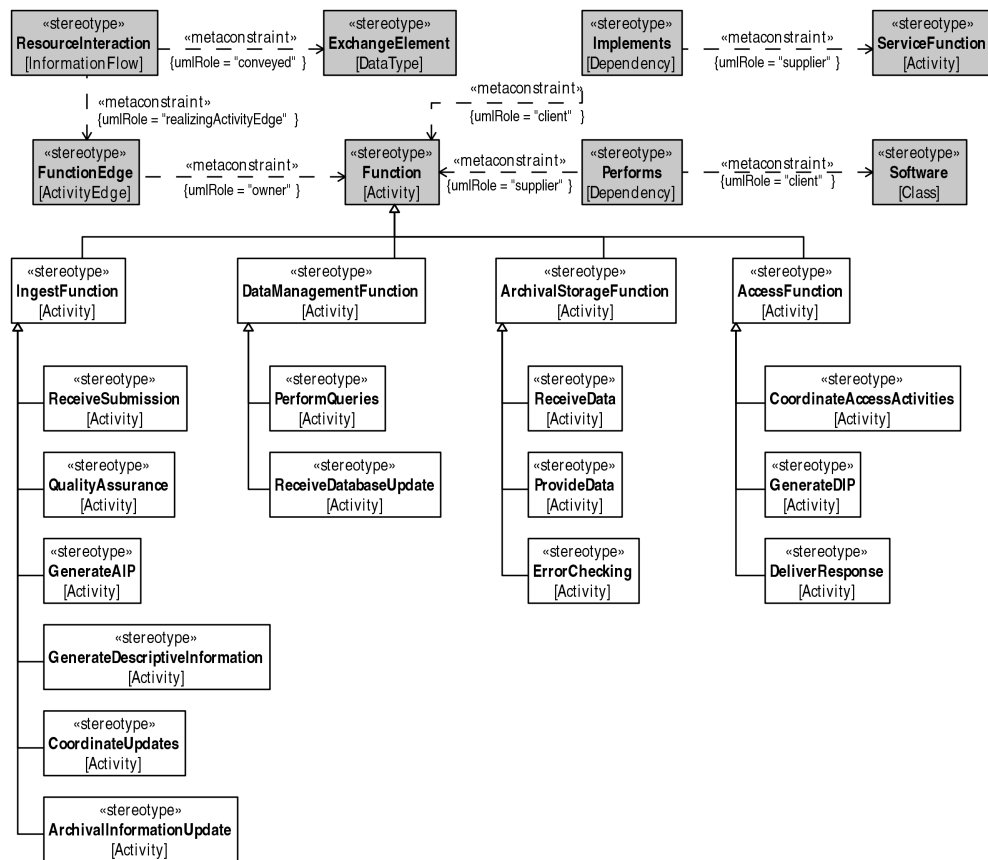 «stereotype»
ResourceInteraction
[InformationFlow]
«metaconstraint»
{umlRole = "conveyed" }
«stereotype»
ExchangeElement
[DataType]
«stereotype»
Implements
[Dependency]
«metaconstraint»
{umlRole = "supplier" }
«stereotype»
ServiceFunction
[Activity]
«metaconstraint»
{umlRole = "realizingActivityEdge" }
«metaconstraint»
{umlRole = "client" }
«stereotype»
FunctionEdge
[ActivityEdge]
«metaconstraint»
{umlRole = "owner" }
«stereotype»
Function
[Activity]
«metaconstraint»
{umlRole = "supplier" }
«stereotype»
Performs
[Dependency]
«metaconstraint»
{umlRole = "client" }
«stereotype»
Software
[Class]
«stereotype»
IngestFunction
[Activity]
«stereotype»
DataManagementFunction
[Activity]
«stereotype»
ArchivalStorageFunction
[Activity]
«stereotype»
AccessFunction
[Activity]
«stereotype»
ReceiveSubmission
[Activity]
«stereotype»
PerformQueries
[Activity]
«stereotype»
ReceiveData
[Activity]
«stereotype»
CoordinateAccessActivities
[Activity]
«stereotype»
QualityAssurance
[Activity]
«stereotype»
ReceiveDatabaseUpdate
[Activity]
«stereotype»
ProvideData
[Activity]
«stereotype»
GenerateDIP
[Activity]
«stereotype»
GenerateAIP
[Activity]
«stereotype»
ErrorChecking
[Activity]
«stereotype»
DeliverResponse
[Activity]
«stereotype»
GenerateDescriptiveInformation
[Activity]
«stereotype»
CoordinateUpdates
[Activity]
«stereotype»
ArchivalInformationUpdate
[Activity]